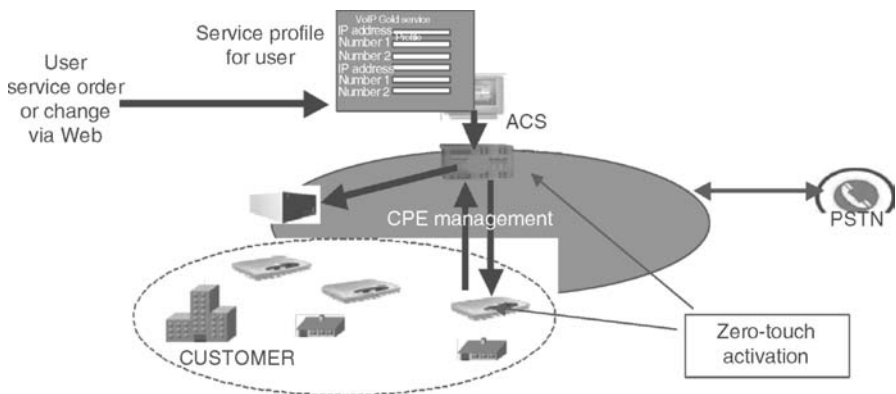 User
service order
or change
via Web
Service profile
for user
VoIP Gold service
Profile
IP address
Number 1
Number 2
IP address
Number 1
Number 2
ACS
CPE management
PSTN
CUSTOMER
Zero-touch
activation